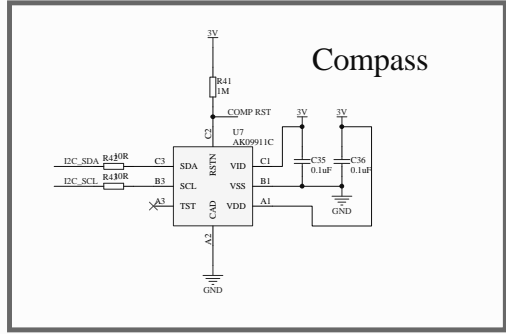 3V
Compass
R41
1M
COMP RST
C2
U7
AK09911C
3V
3V
I2C_SDA
R42
10R
C3
SDA
RSTN
VID
C1
C35
0.1uF
C36
0.1uF
I2C_SCL
R43
10R
B3
SCL
VSS
B1
A3
TST
CAD
VDD
A1
GND
A2
GND